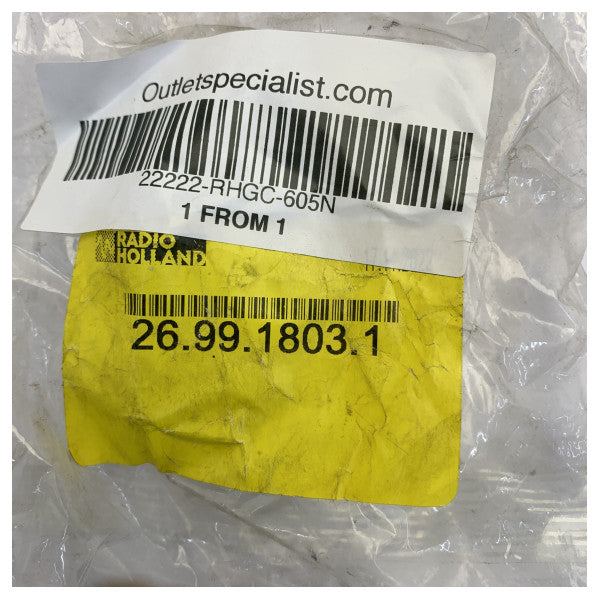 Outletspecialist.com
22222-RHGC-605N
1 FROM 1
RADIO
HOLLAND
26.99.1803.1